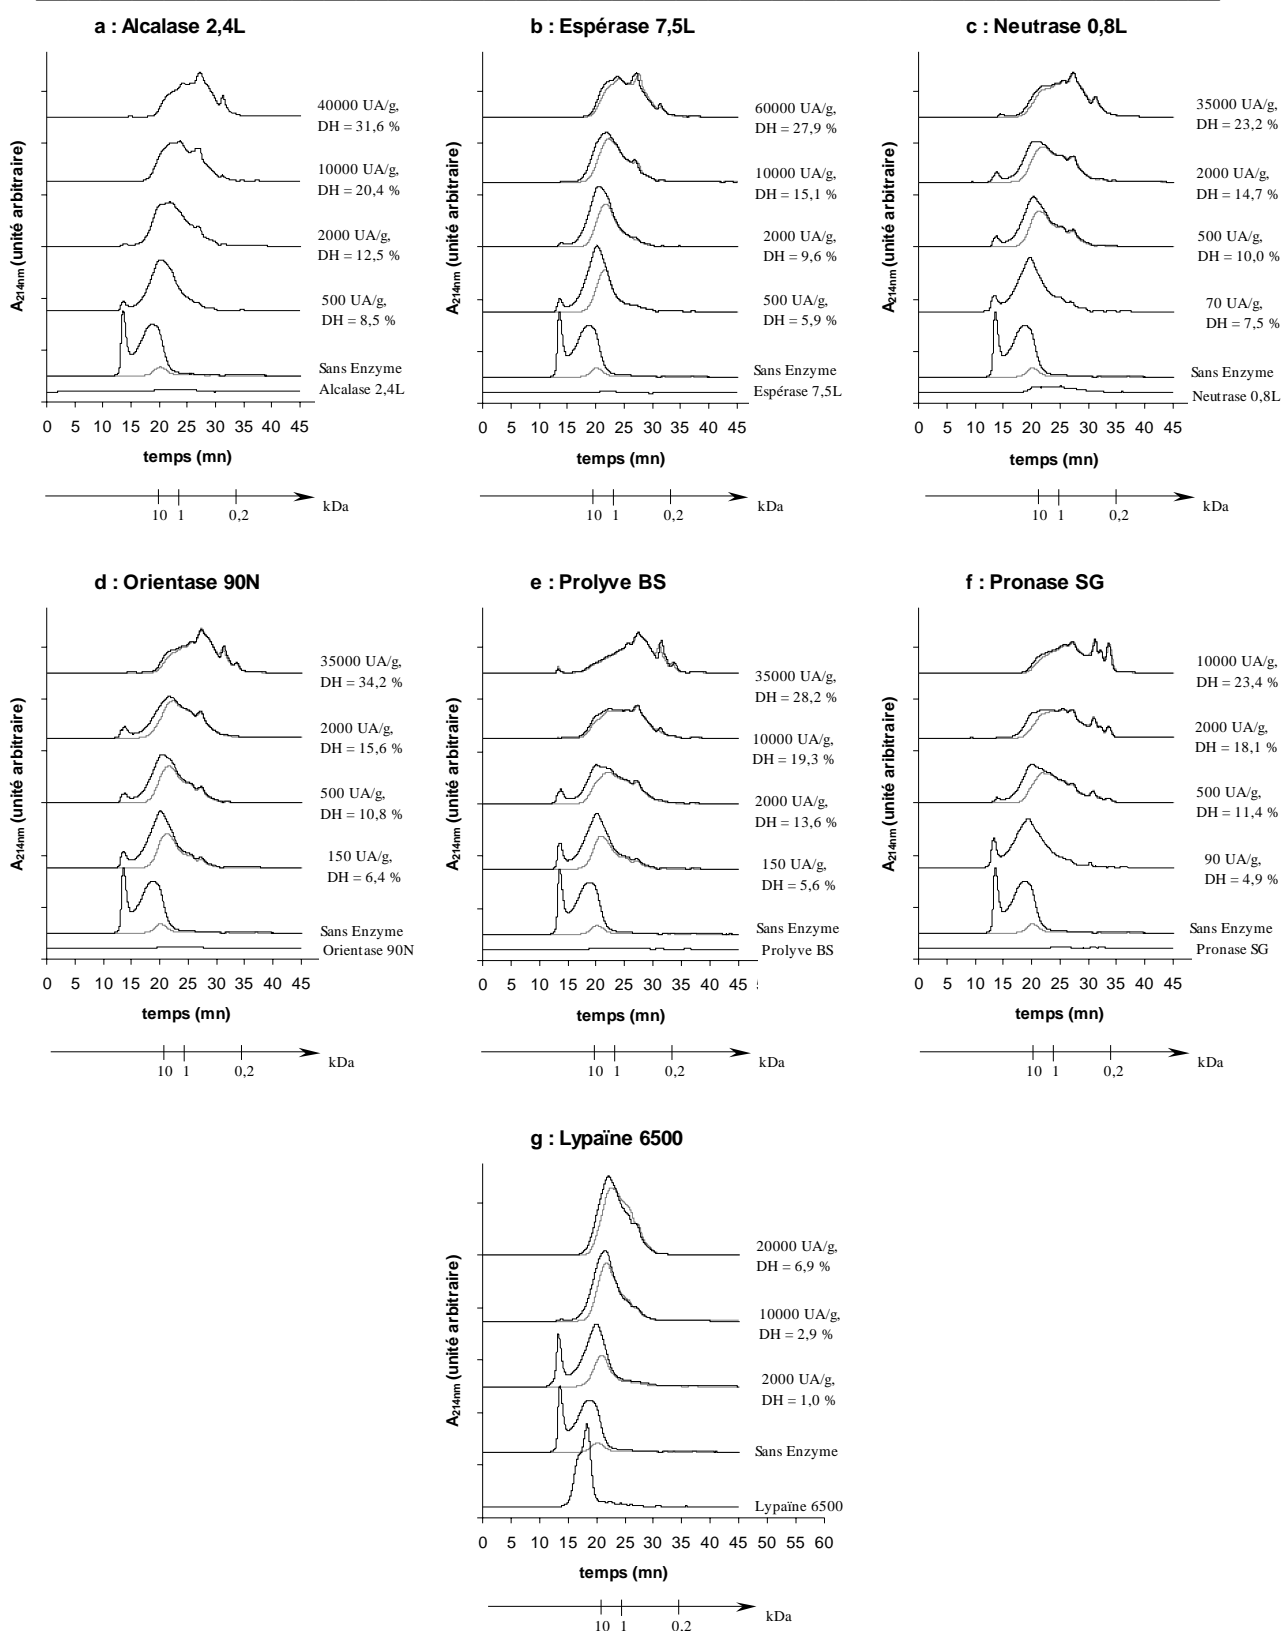 a : Alcalase 2,4L
A214nm (unité arbitraire)
40000 UA/g,
DH = 31,6 %
10000 UA/g,
DH = 20,4 %
2000 UA/g,
DH = 12,5 %
500 UA/g,
DH = 8,5 %
Sans Enzyme
Alcalase 2,4L
0 5 10 15 20 25 30 35 40 45
temps (mn)
10 1 0,2 kDa
b : Espérase 7,5L
A214nm (unité arbitraire)
60000 UA/g,
DH = 27,9 %
10000 UA/g,
DH = 15,1 %
2000 UA/g,
DH = 9,6 %
500 UA/g,
DH = 5,9 %
Sans Enzyme
Espérase 7,5L
0 5 10 15 20 25 30 35 40 45
temps (mn)
10 1 0,2 kDa
c : Neutrase 0,8L
A214nm (unité arbitraire)
35000 UA/g,
DH = 23,2 %
2000 UA/g,
DH = 14,7 %
500 UA/g,
DH = 10,0 %
70 UA/g,
DH = 7,5 %
Sans Enzyme
Neutrase 0,8L
0 5 10 15 20 25 30 35 40 45
temps (mn)
10 1 0,2 kDa
d : Orientase 90N
A214nm (unité arbitraire)
35000 UA/g,
DH = 34,2 %
2000 UA/g,
DH = 15,6 %
500 UA/g,
DH = 10,8 %
150 UA/g,
DH = 6,4 %
Sans Enzyme
Orientase 90N
0 5 10 15 20 25 30 35 40 45
temps (mn)
10 1 0,2 kDa
e : Prolyve BS
A214nm (unité arbitraire)
35000 UA/g,
DH = 28,2 %
10000 UA/g,
DH = 19,3 %
2000 UA/g,
DH = 13,6 %
150 UA/g,
DH = 5,6 %
Sans Enzyme
Prolyve BS
0 5 10 15 20 25 30 35 40 45
temps (mn)
10 1 0,2 kDa
f : Pronase SG
A214nm (unité aribitraire)
10000 UA/g,
DH = 23,4 %
2000 UA/g,
DH = 18,1 %
500 UA/g,
DH = 11,4 %
90 UA/g,
DH = 4,9 %
Sans Enzyme
Pronase SG
0 5 10 15 20 25 30 35 40 45
temps (mn)
10 1 0,2 kDa
g : Lypaïne 6500
A214nm (unité arbitraire)
20000 UA/g,
DH = 6,9 %
10000 UA/g,
DH = 2,9 %
2000 UA/g,
DH = 1,0 %
Sans Enzyme
Lypaïne 6500
0 5 10 15 20 25 30 35 40 45 50 55 60
temps (mn)
10 1 0,2 kDa